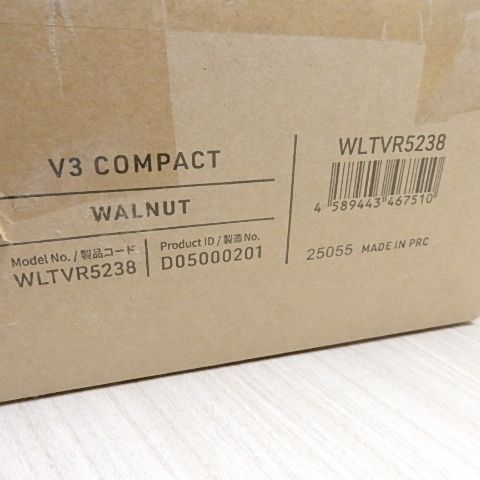 V3 COMPACT
WALNUT
Model No. / 製品コード
WLTVR5238
Product ID / 製造No.
D05000201
WLTVR5238
4 589443 467510
25055 MADE IN PRC